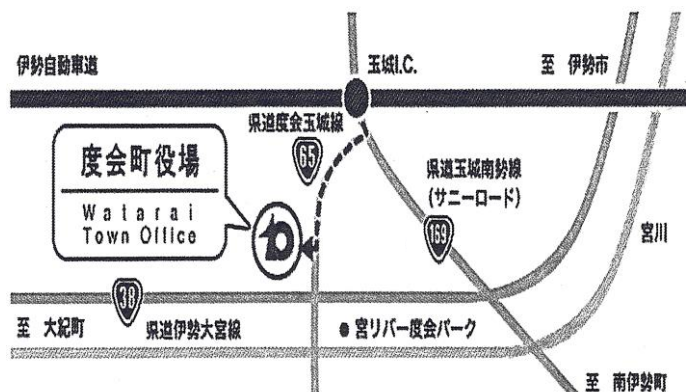 伊勢自動車道
玉城I.C.
至 伊勢市
県道度会玉城線
65
度会町役場
Watarai
Town Office
県道玉城南勢線
(サニーロード)
169
宮川
38
至 大紀町
県道伊勢大宮線
宮リバー度会パーク
至 南伊勢町